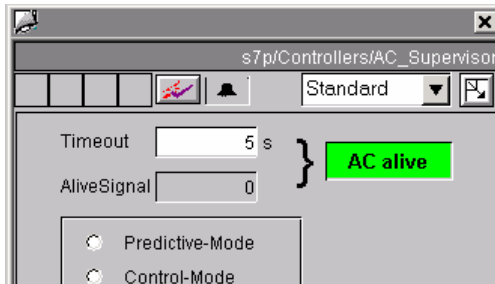 s7p/Controllers/AC_Supervisor
Standard
Timeout 5 s
} AC alive
AliveSignal 0
Predictive-Mode
Control-Mode